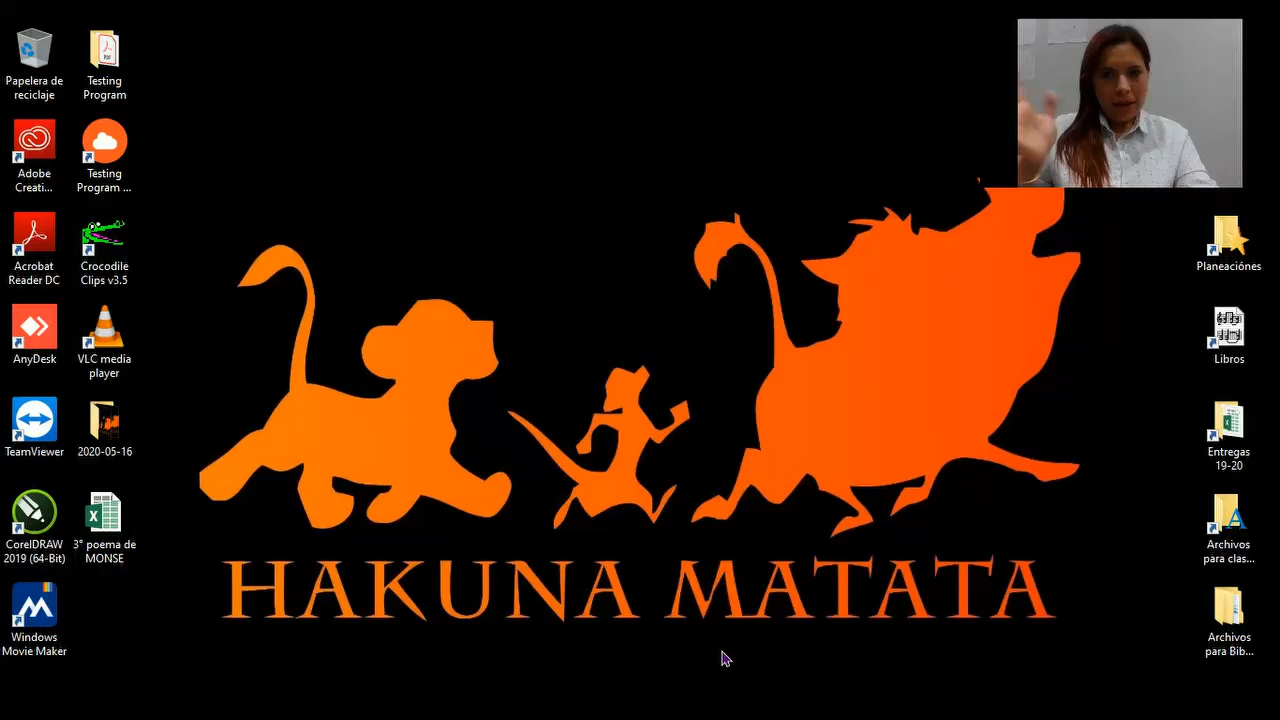 Papelera de
reciclaje
Testing
Program
Adobe
Creati...
Testing
Program ...
Acrobat
Reader DC
Crocodile
Clips v3.5
AnyDesk
VLC media
player
TeamViewer
2020-05-16
CorelDRAW
2019 (64-Bit)
3° poema de
MONSE
Windows
Movie Maker
PDF
HAKUNA MATATA
Planeaciónes
Libros
Entregas
19-20
Archivos
para clas...
Archivos
para Bib...